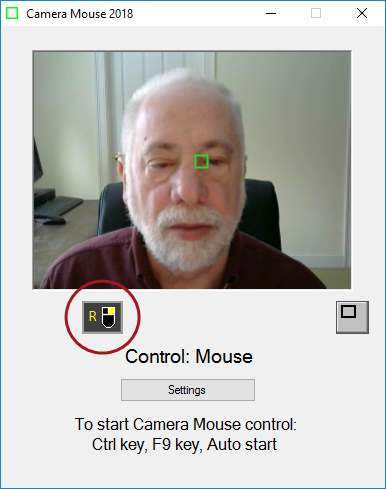 Camera Mouse 2018
R
Control: Mouse
Settings
To start Camera Mouse control:
Ctrl key, F9 key, Auto start